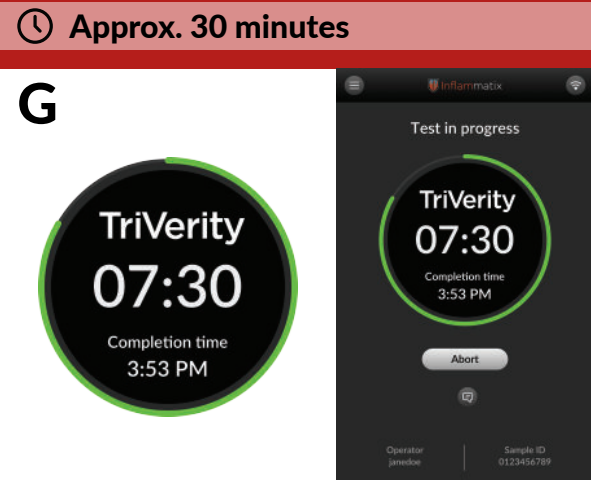 Approx. 30 minutes
G
TriVerity
07:30
Completion time
3:53 PM
Inflammatix
Test in progress
TriVerity
07:30
Completion time
3:53 PM
Abort
Operator
janedoe
Sample ID
0123456789